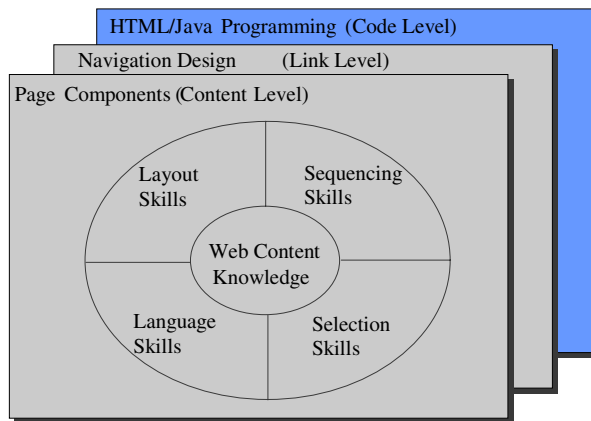 HTML/Java Programming (Code Level)
Navigation Design (Link Level)
Page Components (Content Level)
Layout
Skills
Sequencing
Skills
Web Content
Knowledge
Language
Skills
Selection
Skills